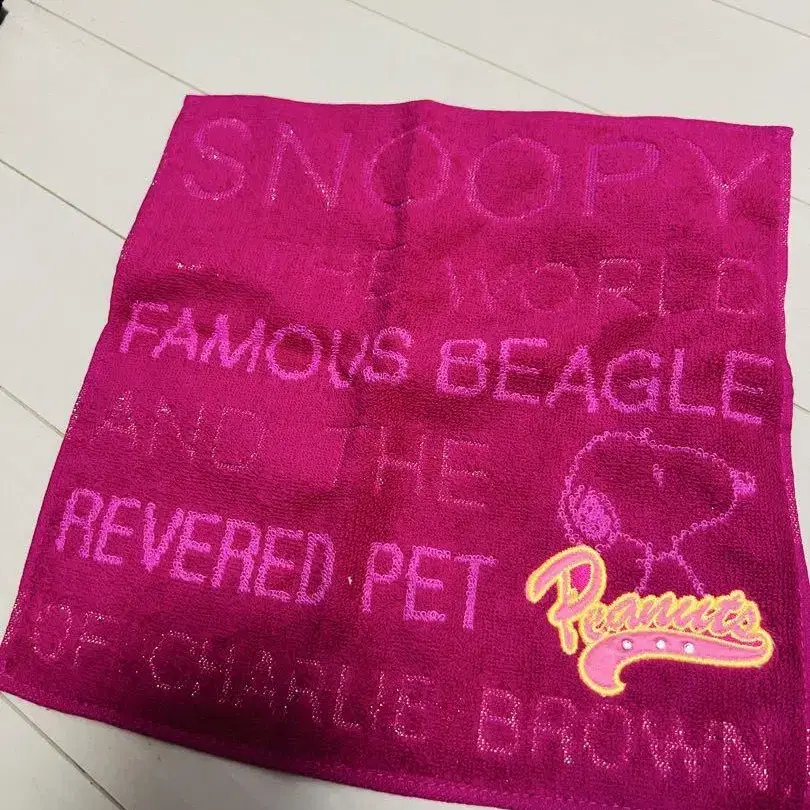 SNOOPY
THE WORLD
FAMOUS BEAGLE
AND THE
REVERED PET
Peanuts
OF CHARLIE BROWN